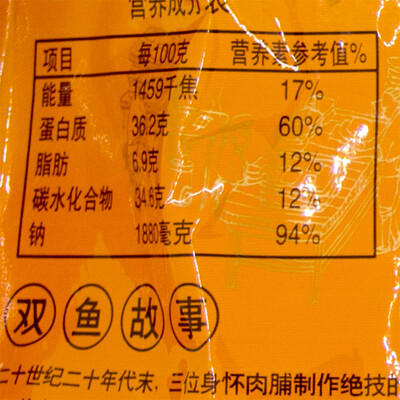 营养成分表
项目 每100克 营养素参考值%
能量 1459千焦 17%
蛋白质 36.2克 60%
脂肪 6.9克 12%
碳水化合物 34.6克 12%
钠 1880毫克 94%
双鱼故事
二十世纪二十年代末,三位身怀肉脯制作绝技的